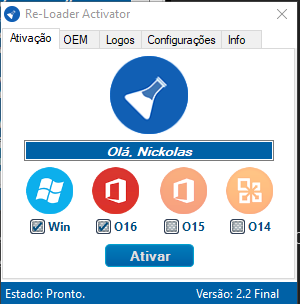 Re-Loader Activator
Ativação OEM Logos Configurações Info
Olá, Nickolas
Win O16 O15 O14
Ativar
Estado: Pronto. Versão: 2.2 Final